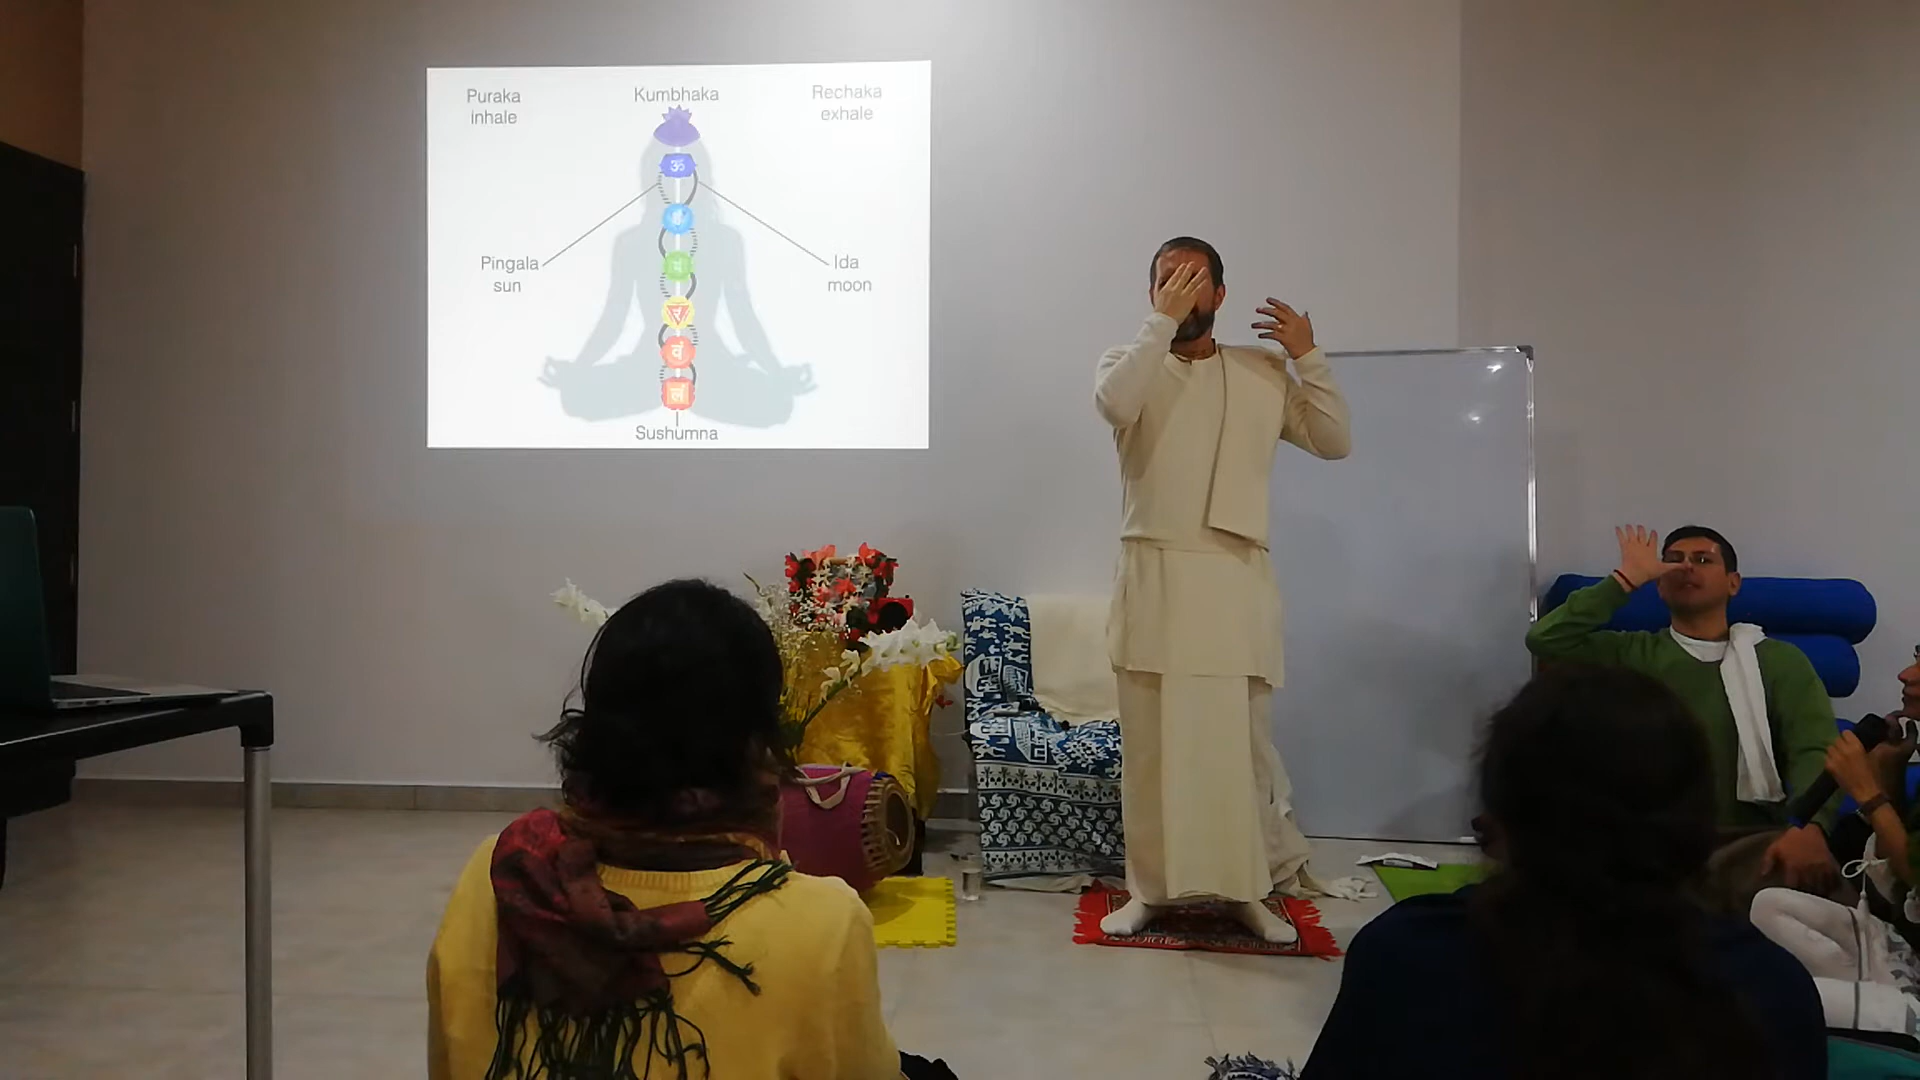 Puraka
inhale
Kumbhaka
Rechaka
exhale
ॐ
Pingala
sun
Ida
moon
वं
लं
Sushumna